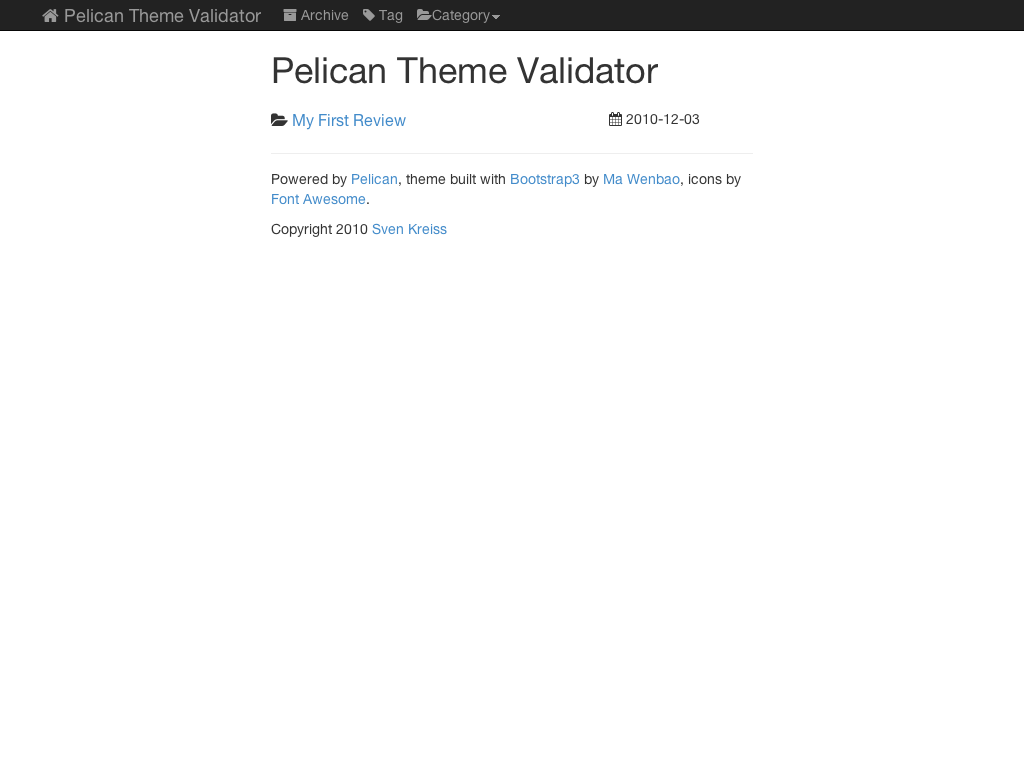 Pelican Theme Validator Archive Tag Category
Pelican Theme Validator
My First Review 2010-12-03
Powered by Pelican, theme built with Bootstrap3 by Ma Wenbao, icons by
Font Awesome.
Copyright 2010 Sven Kreiss